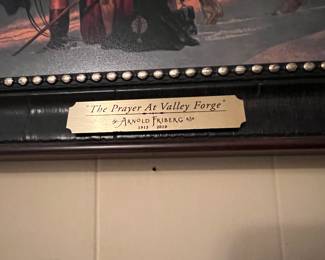 "The Prayer At Valley Forge"
ARNOLD FRIBERG
1913 2010